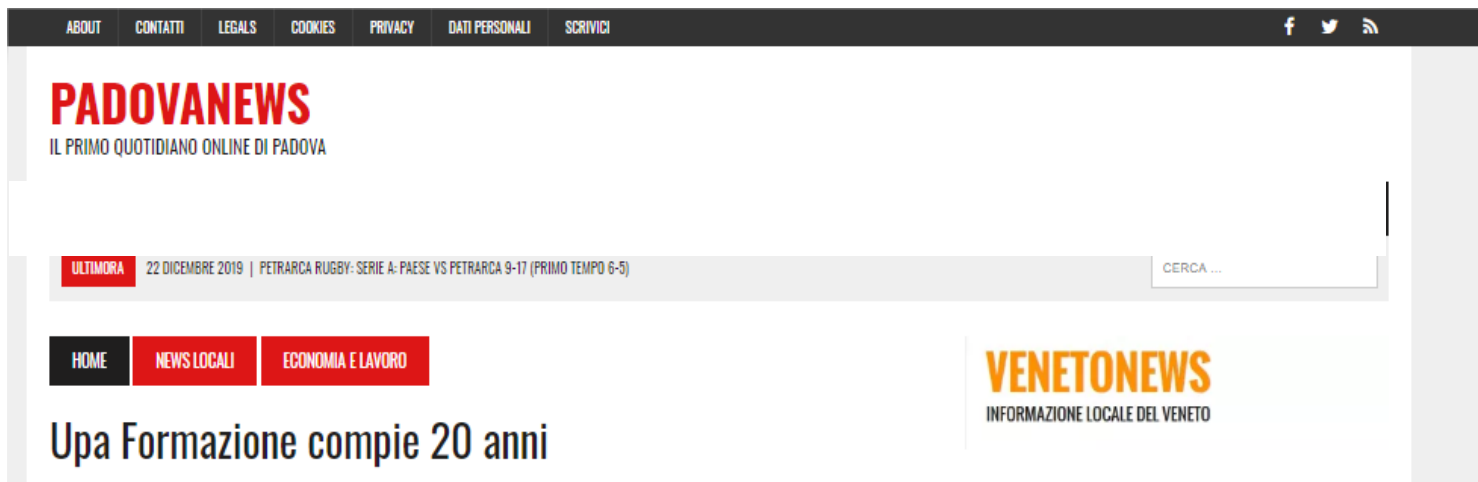 ABOUT CONTATTI LEGALS COOKIES PRIVACY DATI PERSONALI SCRIVICI
PADOVANEWS
IL PRIMO QUOTIDIANO ONLINE DI PADOVA
ULTIMORA 22 DICEMBRE 2019 | PETRARCA RUGBY: SERIE A: PAESE VS PETRARCA 9-17 (PRIMO TEMPO 6-5) CERCA ...
HOME NEWS LOCALI ECONOMIA E LAVORO
VENETONEWS
INFORMAZIONE LOCALE DEL VENETO
Upa Formazione compie 20 anni